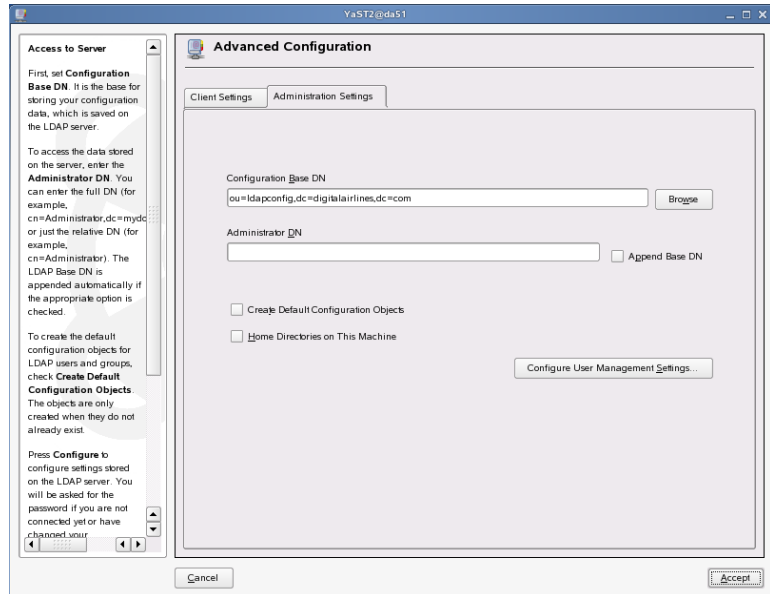 YaST2@da51
Access to Server
First, set Configuration
Base DN. It is the base for
storing your configuration
data, which is saved on
the LDAP server.
To access the data stored
on the server, enter the
Administrator DN. You
can enter the full DN (for
example,
cn=Administrator,dc=mydo
or just the relative DN (for
example,
cn=Administrator). The
LDAP Base DN is
appended automatically if
the appropriate option is
checked.
To create the default
configuration objects for
LDAP users and groups,
check Create Default
Configuration Objects.
The objects are only
created when they do not
already exist.
Press Configure to
configure settings stored
on the LDAP server. You
will be asked for the
password if you are not
connected yet or have
changed your
Advanced Configuration
Client Settings
Administration Settings
Configuration Base DN
ou=ldapconfig,dc=digitalairlines,dc=com
Browse
Administrator DN
Append Base DN
Create Default Configuration Objects
Home Directories on This Machine
Configure User Management Settings...
Cancel
Accept